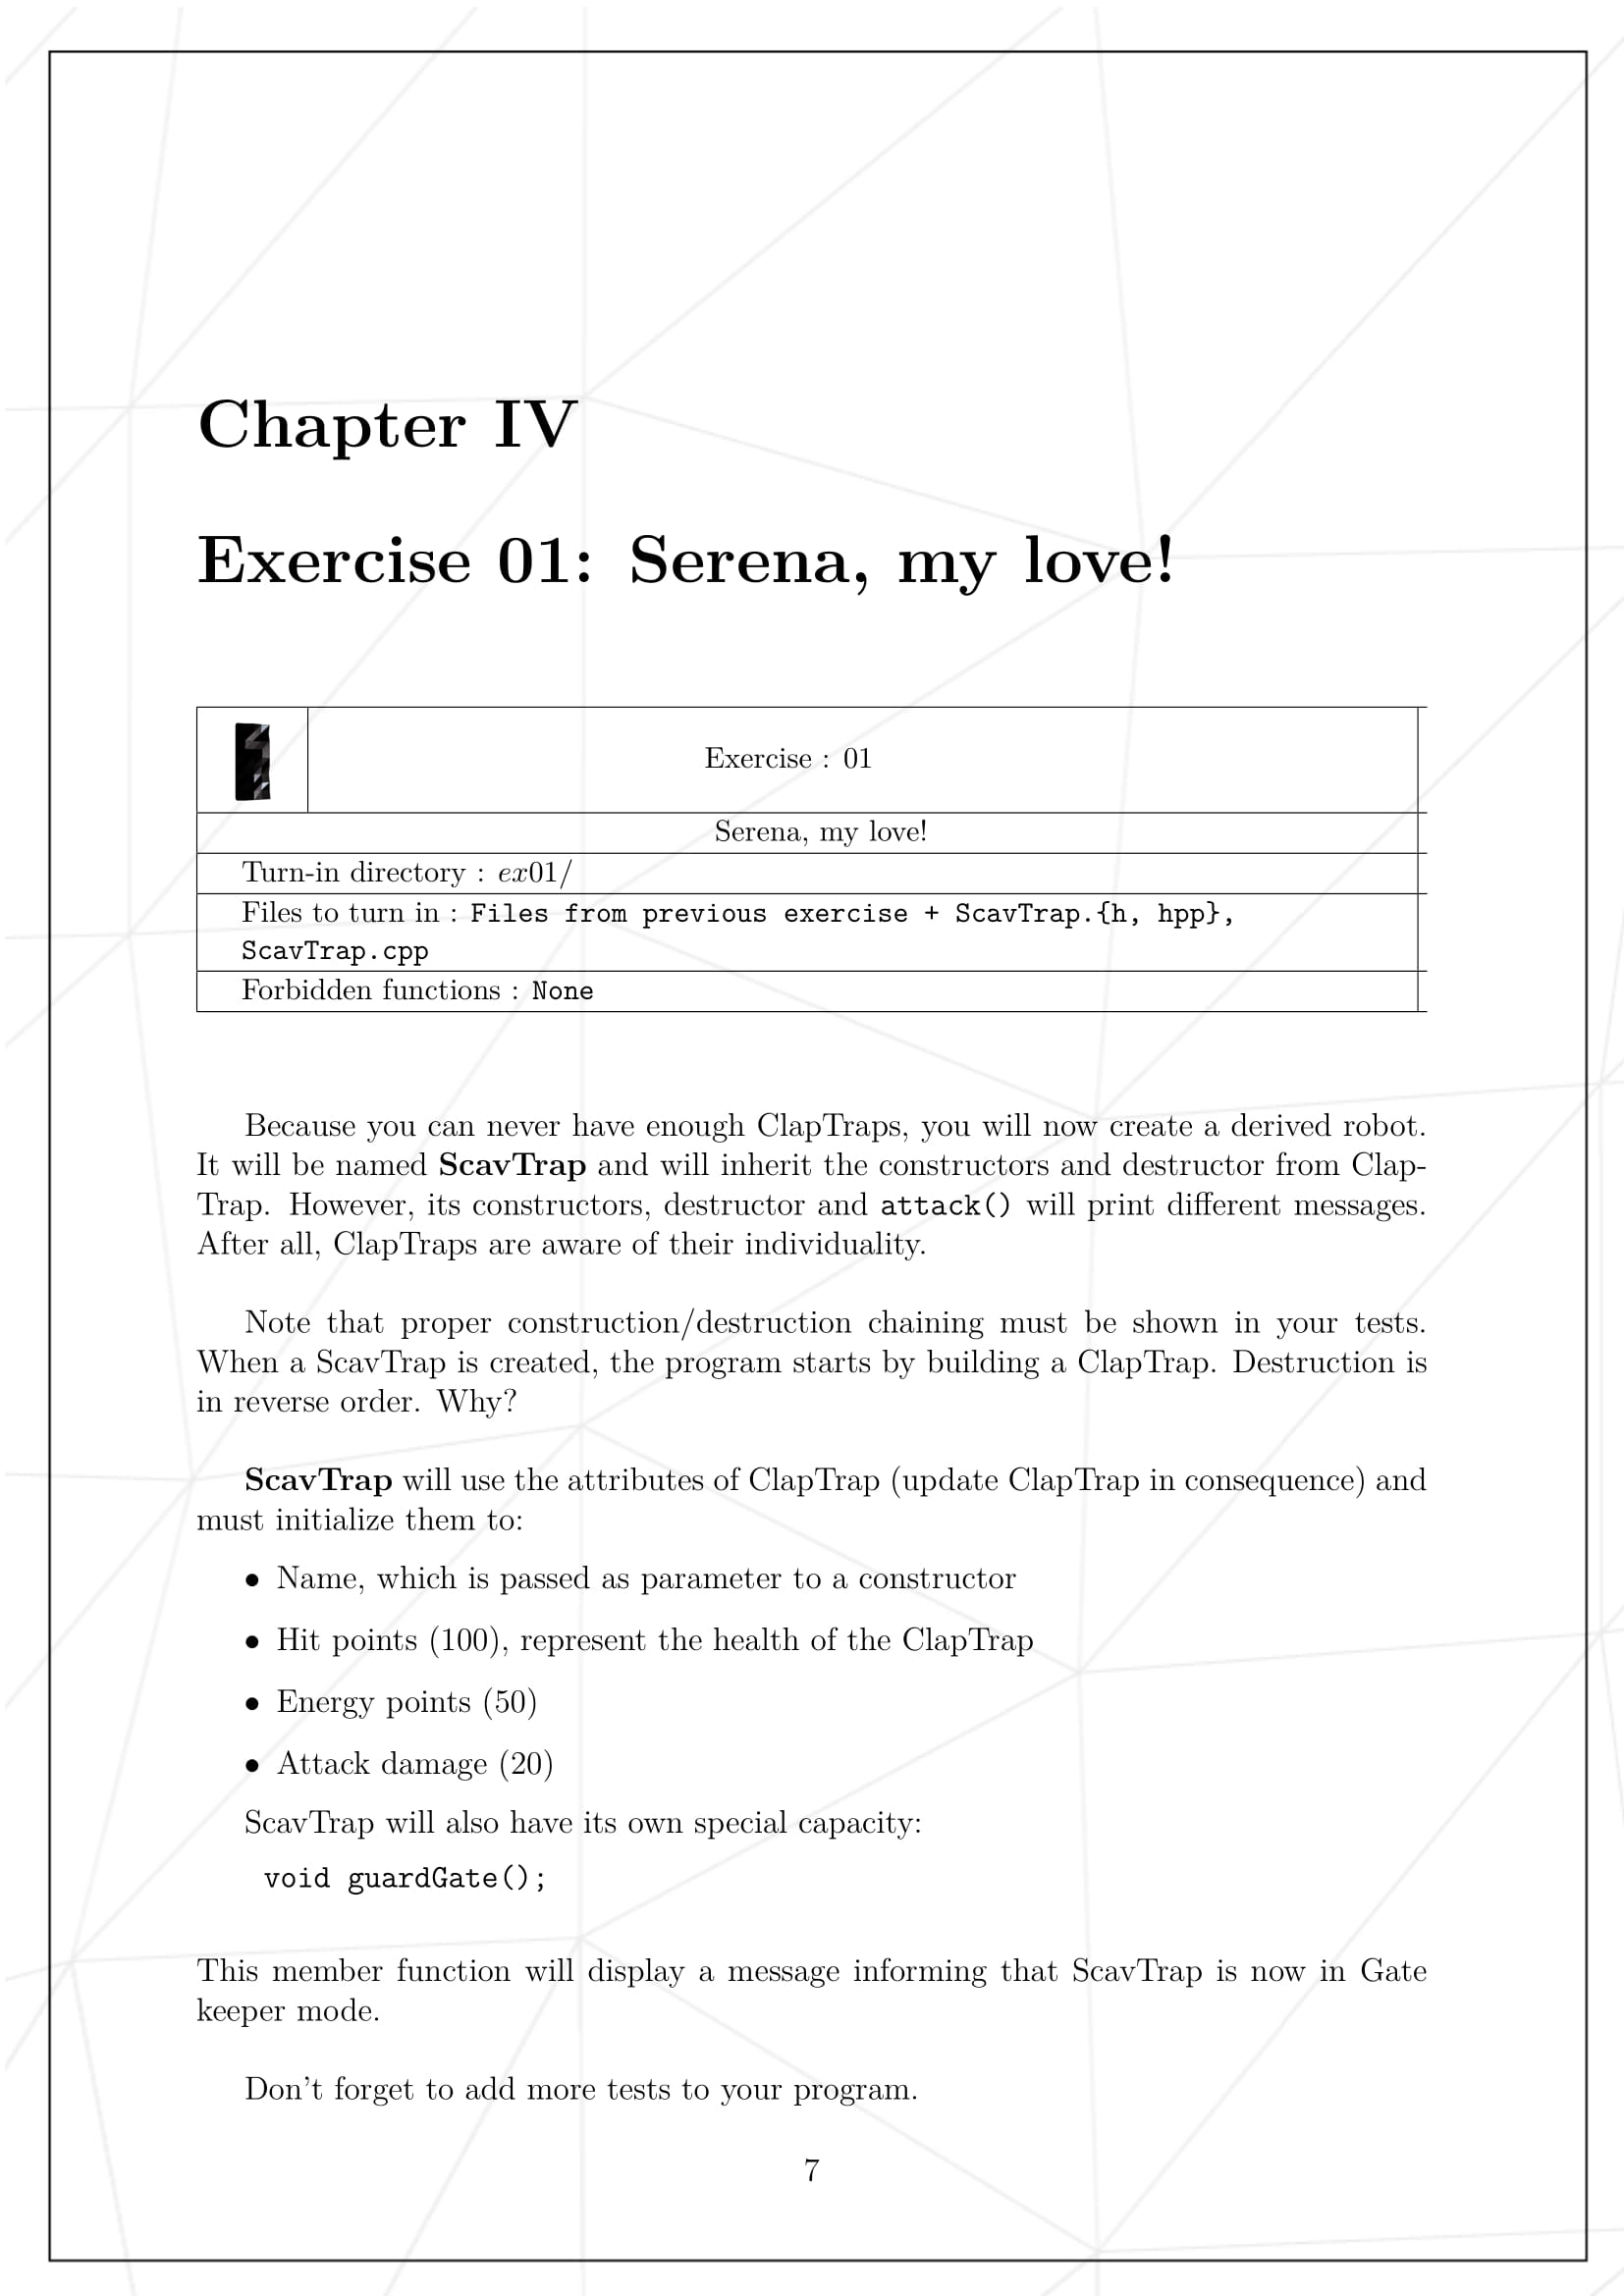 Chapter IV
Exercise 01: Serena, my love!
Exercise : 01
Serena, my love!
Turn-in directory : ex01/
Files to turn in : Files from previous exercise + ScavTrap.{h, hpp},
ScavTrap.cpp
Forbidden functions : None
Because you can never have enough ClapTraps, you will now create a derived robot.
It will be named ScavTrap and will inherit the constructors and destructor from Clap-
Trap. However, its constructors, destructor and attack() will print different messages.
After all, ClapTraps are aware of their individuality.
Note that proper construction/destruction chaining must be shown in your tests.
When a ScavTrap is created, the program starts by building a ClapTrap. Destruction is
in reverse order. Why?
ScavTrap will use the attributes of ClapTrap (update ClapTrap in consequence) and
must initialize them to:
• Name, which is passed as parameter to a constructor
• Hit points (100), represent the health of the ClapTrap
• Energy points (50)
• Attack damage (20)
ScavTrap will also have its own special capacity:
void guardGate();
This member function will display a message informing that ScavTrap is now in Gate
keeper mode.
Don't forget to add more tests to your program.
7